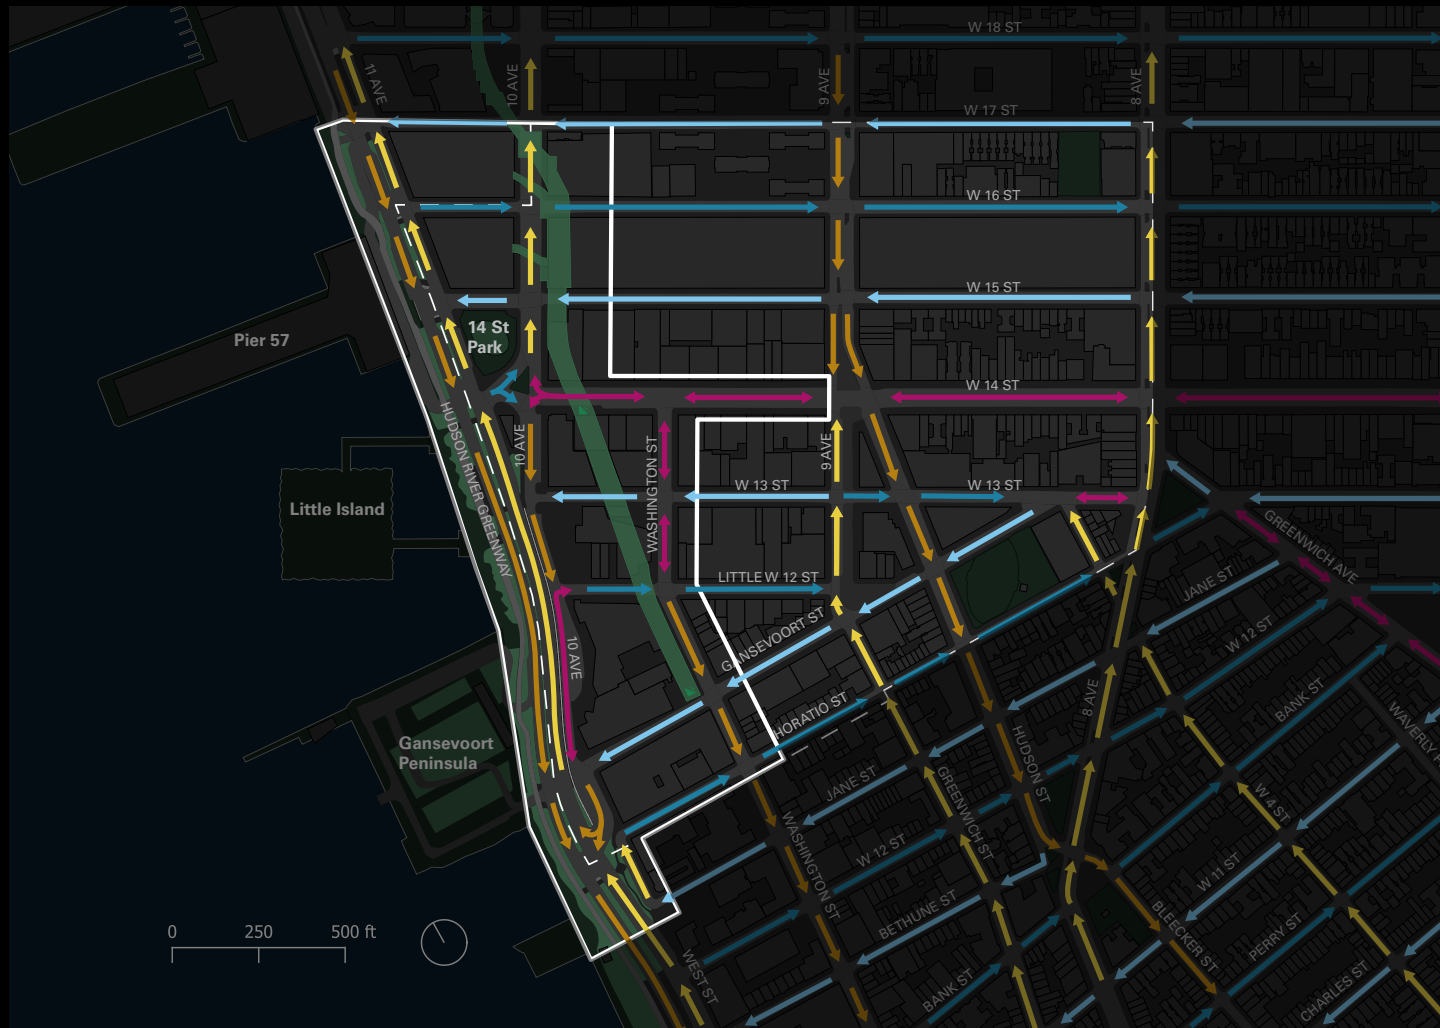 W 18 ST
11 AVE
10 AVE
9 AVE
8 AVE
W 17 ST
W 16 ST
W 15 ST
14 St
Park
Pier 57
W 14 ST
HUDSON RIVER GREENWAY
10 AVE
WASHINGTON ST
9 AVE
W 13 ST
W 13 ST
Little Island
GREENWICH AVE
LITTLE W 12 ST
JANE ST
W 12 ST
GANSEVOORT ST
10 AVE
HORATIO ST
8 AVE
BANK ST
WAVERLY P
Gansevoort
Peninsula
HUDSON ST
JANE ST
GREENWICH ST
W 4 ST
WASHINGTON ST
W 12 ST
W 11 ST
BETHUNE ST
BLEECKER ST
PERRY ST
0 250 500 ft
WEST ST
BANK ST
CHARLES ST